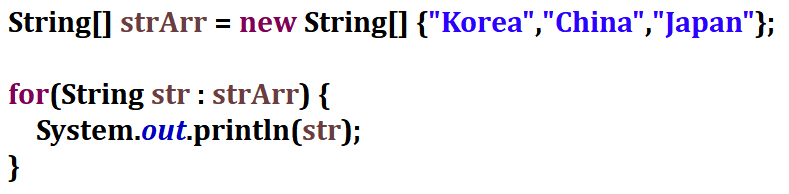 String[] strArr = new String[] {"Korea","China","Japan"};
for(String str : strArr) {
System.out.println(str);
}